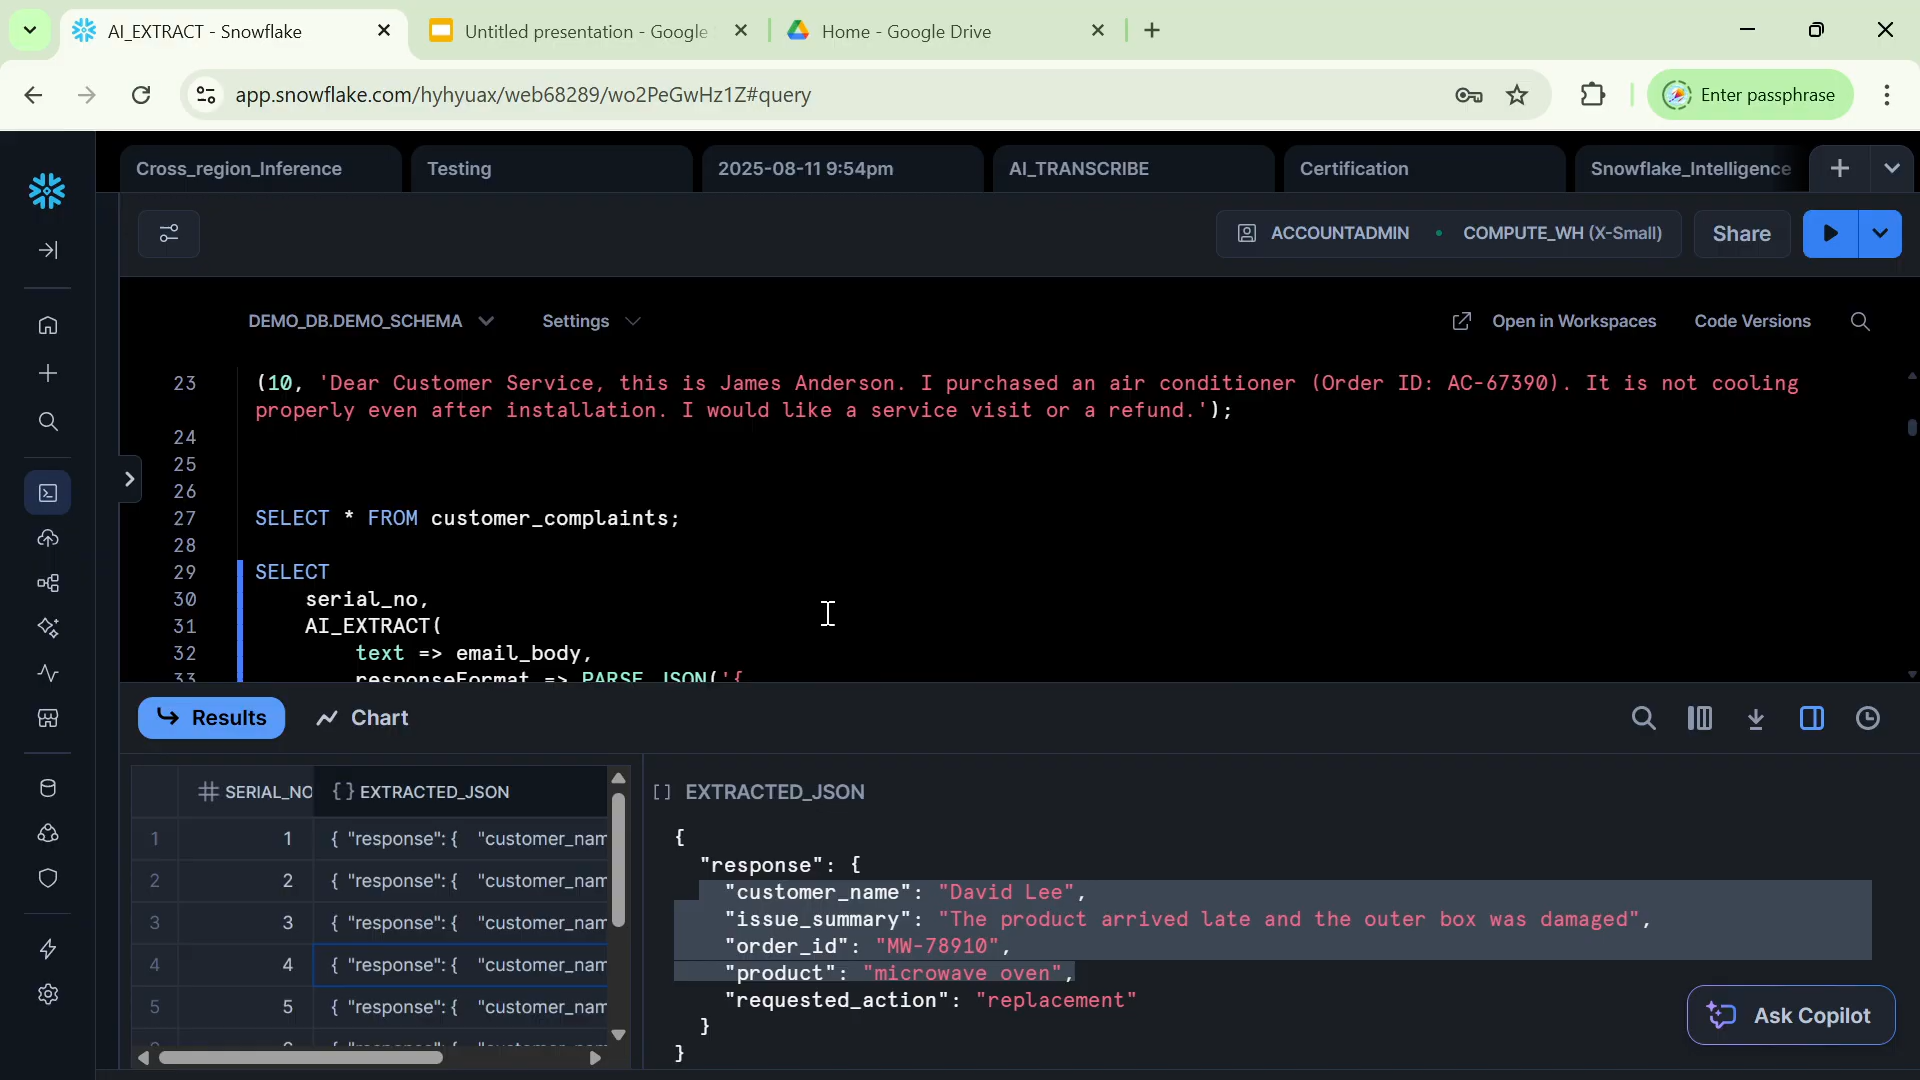 AI_EXTRACT - Snowflake
Untitled presentation - Google
Home - Google Drive
app.snowflake.com/hyhyuax/web68289/wo2PeGwHz1Z#query
Enter passphrase
Cross_region_Inference
Testing
2025-08-11 9:54pm
AI_TRANSCRIBE
Certification
Snowflake_Intelligence
ACCOUNTADMIN
COMPUTE_WH (X-Small)
Share
DEMO_DB.DEMO_SCHEMA
Settings
Open in Workspaces
Code Versions
23 (10, 'Dear Customer Service, this is James Anderson. I purchased an air conditioner (Order ID: AC-67390). It is not cooling
properly even after installation. I would like a service visit or a refund.');
24
25
26
27 SELECT * FROM customer_complaints;
28
29 SELECT
30 serial_no,
31 AI_EXTRACT(
32 text => email_body,
33 responseFormat => PARSE_JSON('{
Results
Chart
SERIAL_NO
{} EXTRACTED_JSON
1 1 { "response": { "customer_nam
2 2 { "response": { "customer_nam
3 3 { "response": { "customer_nam
4 4 { "response": { "customer_nam
5 5 { "response": { "customer_nam
[] EXTRACTED_JSON
{
"response": {
"customer_name": "David Lee",
"issue_summary": "The product arrived late and the outer box was damaged",
"order_id": "MW-78910",
"product": "microwave oven",
"requested_action": "replacement"
}
}
Ask Copilot